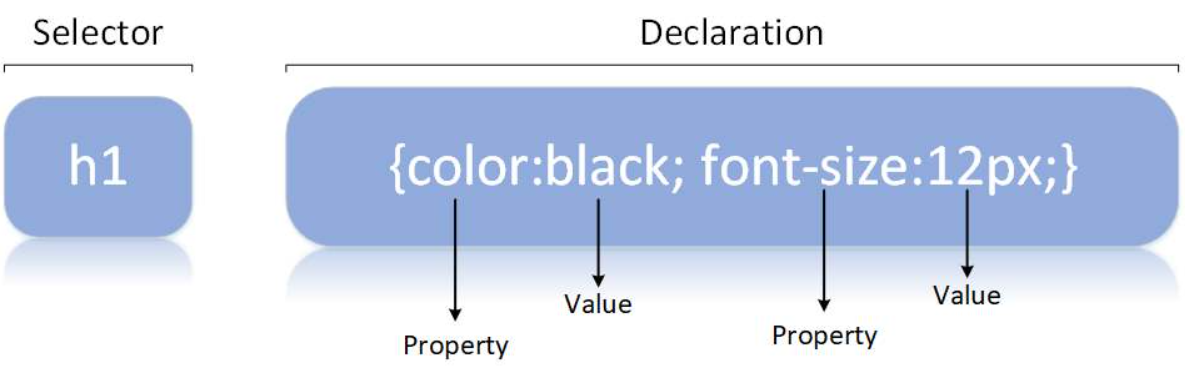 Selector
Declaration
h1
{color:black; font-size:12px;}
Value
Value
Property
Property